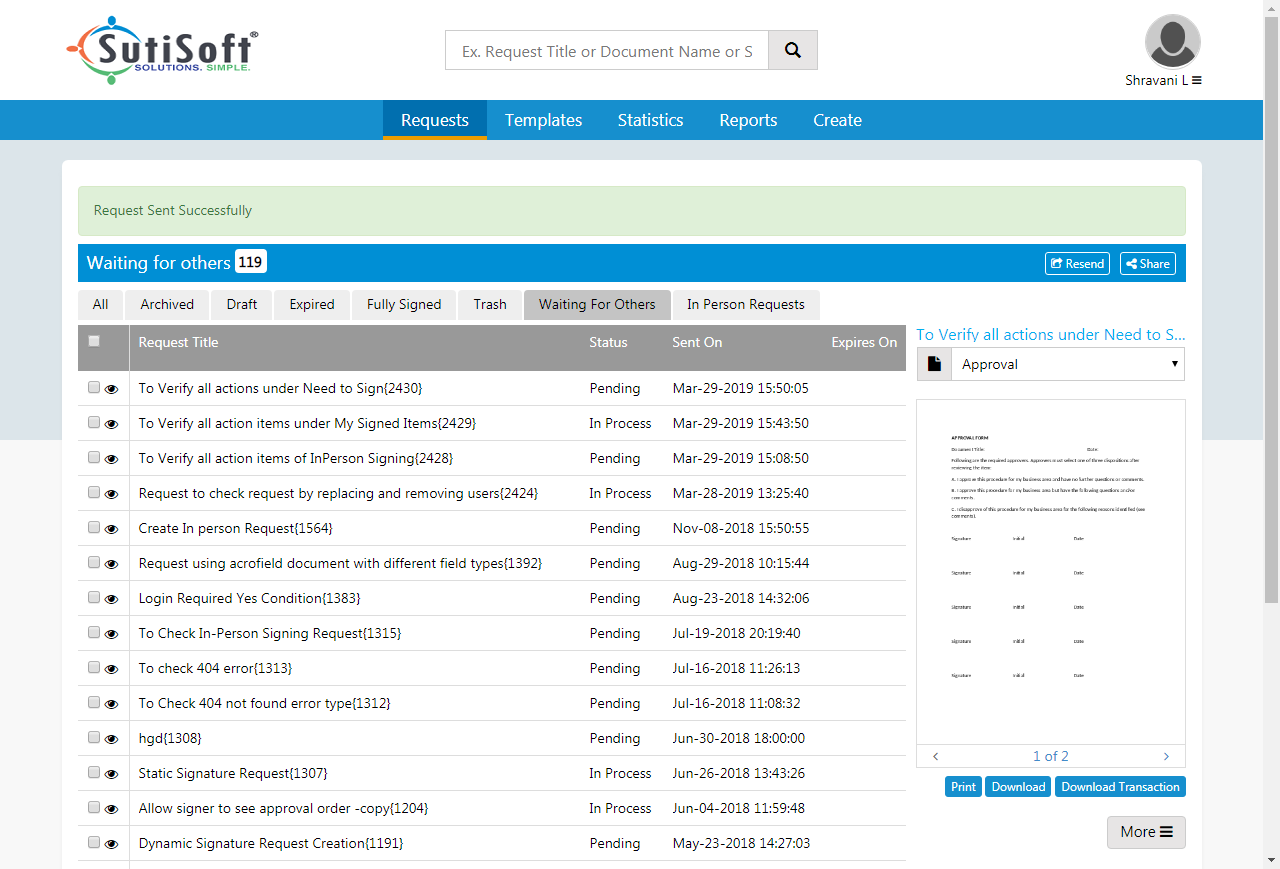 SutiSoft®
SOLUTIONS. SIMPLE.
Ex. Request Title or Document Name or S
Shravani L
Requests Templates Statistics Reports Create
Request Sent Successfully
Waiting for others 119 Resend Share
All Archived Draft Expired Fully Signed Trash Waiting For Others In Person Requests
Request Title Status Sent On Expires On
To Verify all actions under Need to Sign{2430} Pending Mar-29-2019 15:50:05
To Verify all action items under My Signed Items{2429} In Process Mar-29-2019 15:43:50
To Verify all action items of InPerson Signing{2428} Pending Mar-29-2019 15:08:50
Request to check request by replacing and removing users{2424} In Process Mar-28-2019 13:25:40
Create In person Request{1564} Pending Nov-08-2018 15:50:55
Request using acrofield document with different field types{1392} Pending Aug-29-2018 10:15:44
Login Required Yes Condition{1383} Pending Aug-23-2018 14:32:06
To Check In-Person Signing Request{1315} Pending Jul-19-2018 20:19:40
To check 404 error{1313} Pending Jul-16-2018 11:26:13
To Check 404 not found error type{1312} Pending Jul-16-2018 11:08:32
hgd{1308} Pending Jun-30-2018 18:00:00
Static Signature Request{1307} In Process Jun-26-2018 13:43:26
Allow signer to see approval order -copy{1204} In Process Jun-04-2018 11:59:48
Dynamic Signature Request Creation{1191} Pending May-23-2018 14:27:03
To Verify all actions under Need to S...
Approval
APPROVAL FORM
Document Title: Date:
Following are the required approvers. Approvers must select one of three dispositions after
reviewing the item:
A. I approve this procedure for my business area and have no further questions or comments.
B. I approve this procedure for my business area but have the following questions and/or
comments.
C. I disapprove of this procedure for my business area for the following reasons identified (see
comments).
Signature Initial Date
Signature Initial Date
Signature Initial Date
Signature Initial Date
Signature Initial Date
1 of 2
Print Download Download Transaction
More